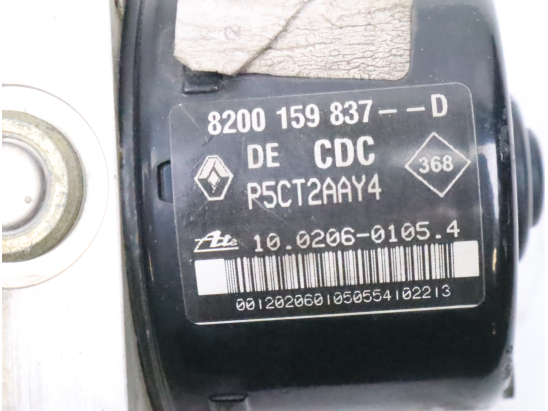 8200 159 837--D
DE CDC 368
P5CT2AAY4
Ate 10.0206-0105.4
0012020601050554102213